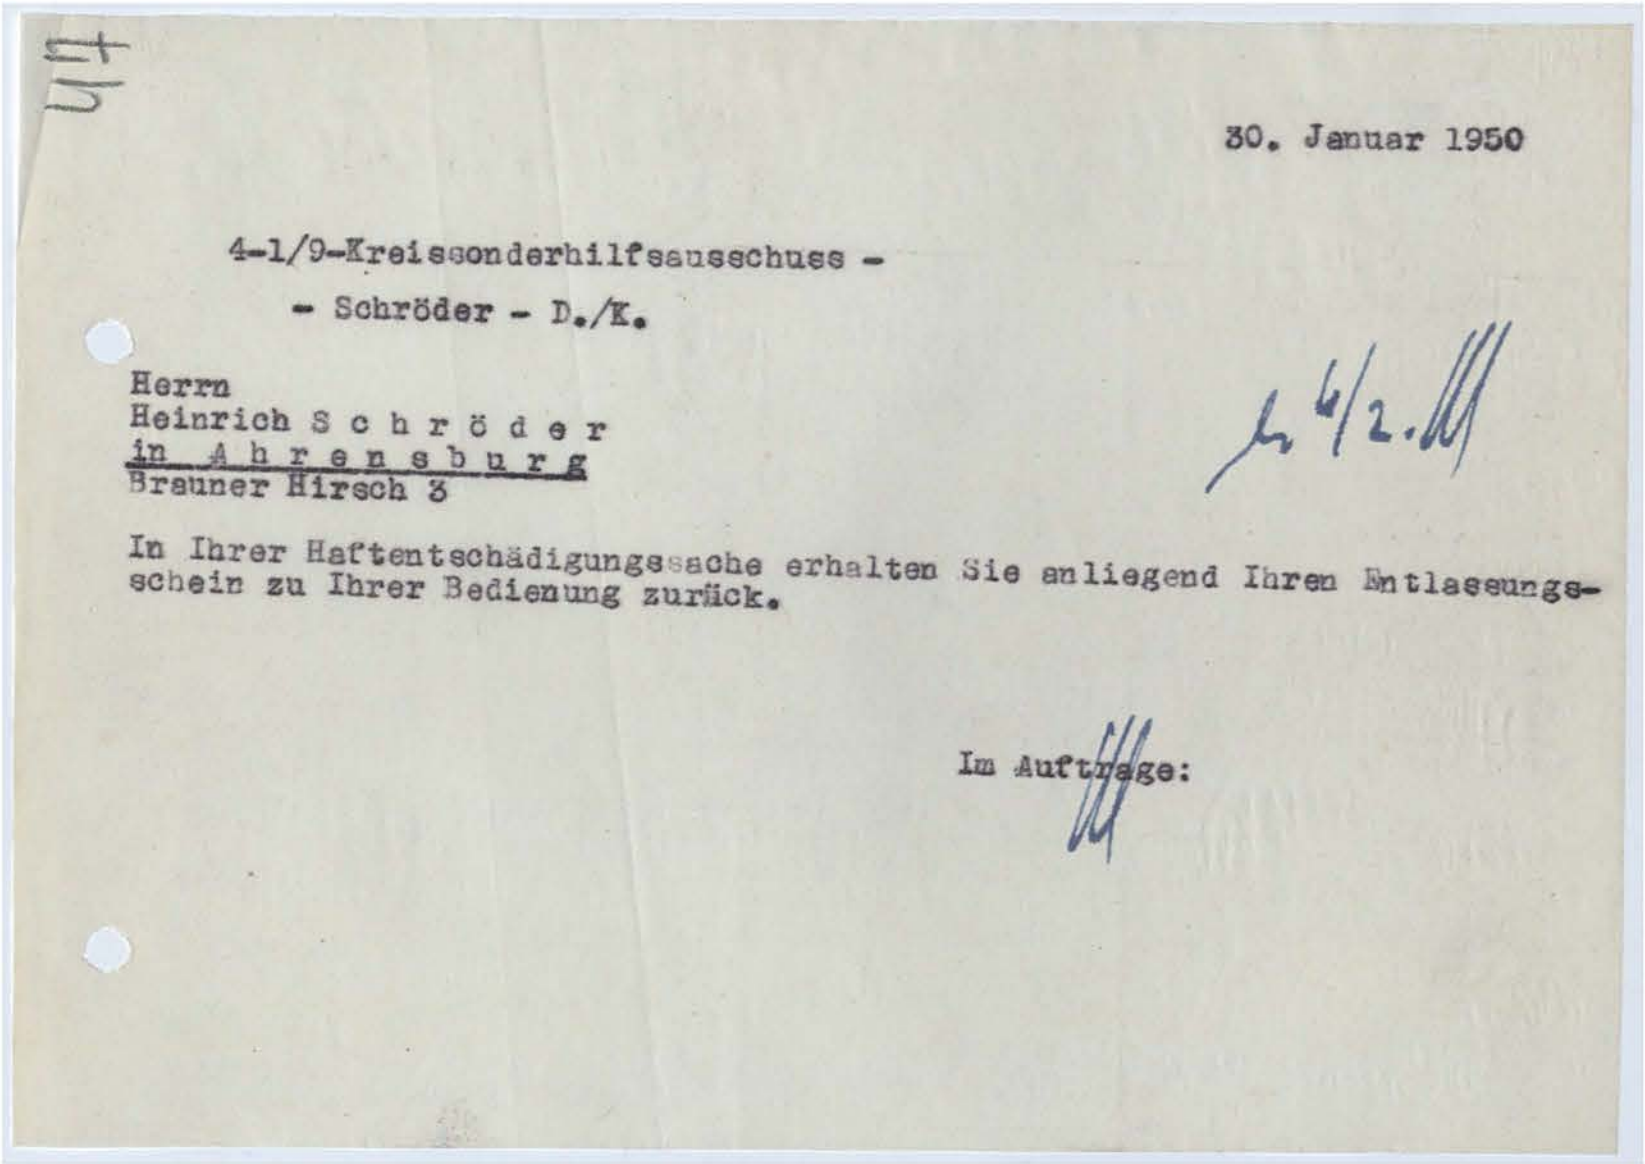 30. Januar 1950
4-1/9-Kreissonderhilfsausschuss -
- Schröder - D./K.
Herrn
Heinrich S c h r ö d e r
in A h r e n s b u r g
Brauner Hirsch 3
In Ihrer Haftentschädigungssache erhalten Sie anliegend Ihren Entlassungs-
schein zu Ihrer Bedienung zurück.
Im Auftrage: